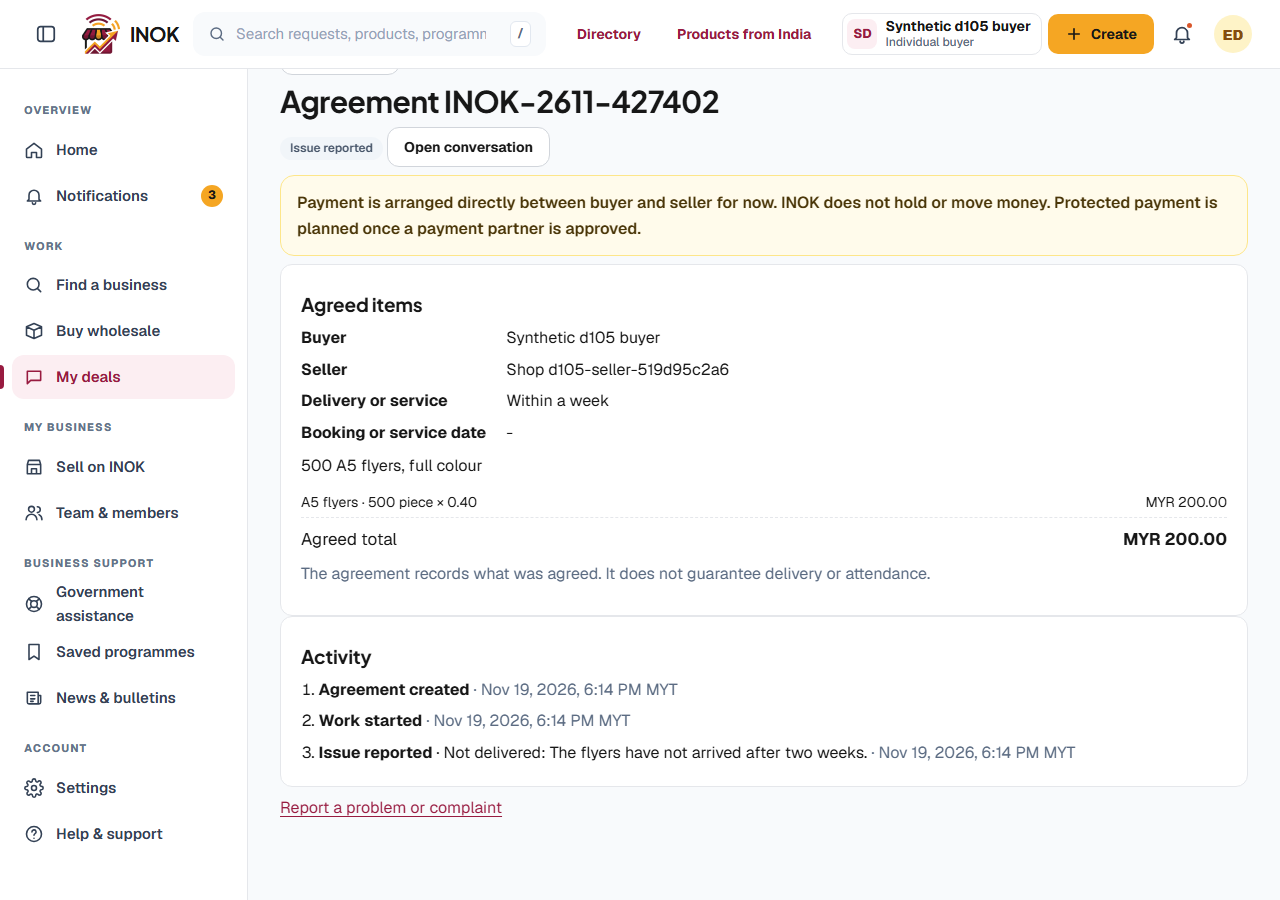 INOK
Search requests, products, programm
/
Directory
Products from India
SD
Synthetic d105 buyer
Individual buyer
Create
ED
OVERVIEW
Home
Notifications
3
WORK
Find a business
Buy wholesale
My deals
MY BUSINESS
Sell on INOK
Team & members
BUSINESS SUPPORT
Government
assistance
Saved programmes
News & bulletins
ACCOUNT
Settings
Help & support
Agreement INOK-2611-427402
Issue reported
Open conversation
Payment is arranged directly between buyer and seller for now. INOK does not hold or move money. Protected payment is
planned once a payment partner is approved.
Agreed items
Buyer Synthetic d105 buyer
Seller Shop d105-seller-519d95c2a6
Delivery or service Within a week
Booking or service date -
500 A5 flyers, full colour
A5 flyers · 500 piece × 0.40 MYR 200.00
Agreed total MYR 200.00
The agreement records what was agreed. It does not guarantee delivery or attendance.
Activity
1. Agreement created · Nov 19, 2026, 6:14 PM MYT
2. Work started · Nov 19, 2026, 6:14 PM MYT
3. Issue reported · Not delivered: The flyers have not arrived after two weeks. · Nov 19, 2026, 6:14 PM MYT
Report a problem or complaint